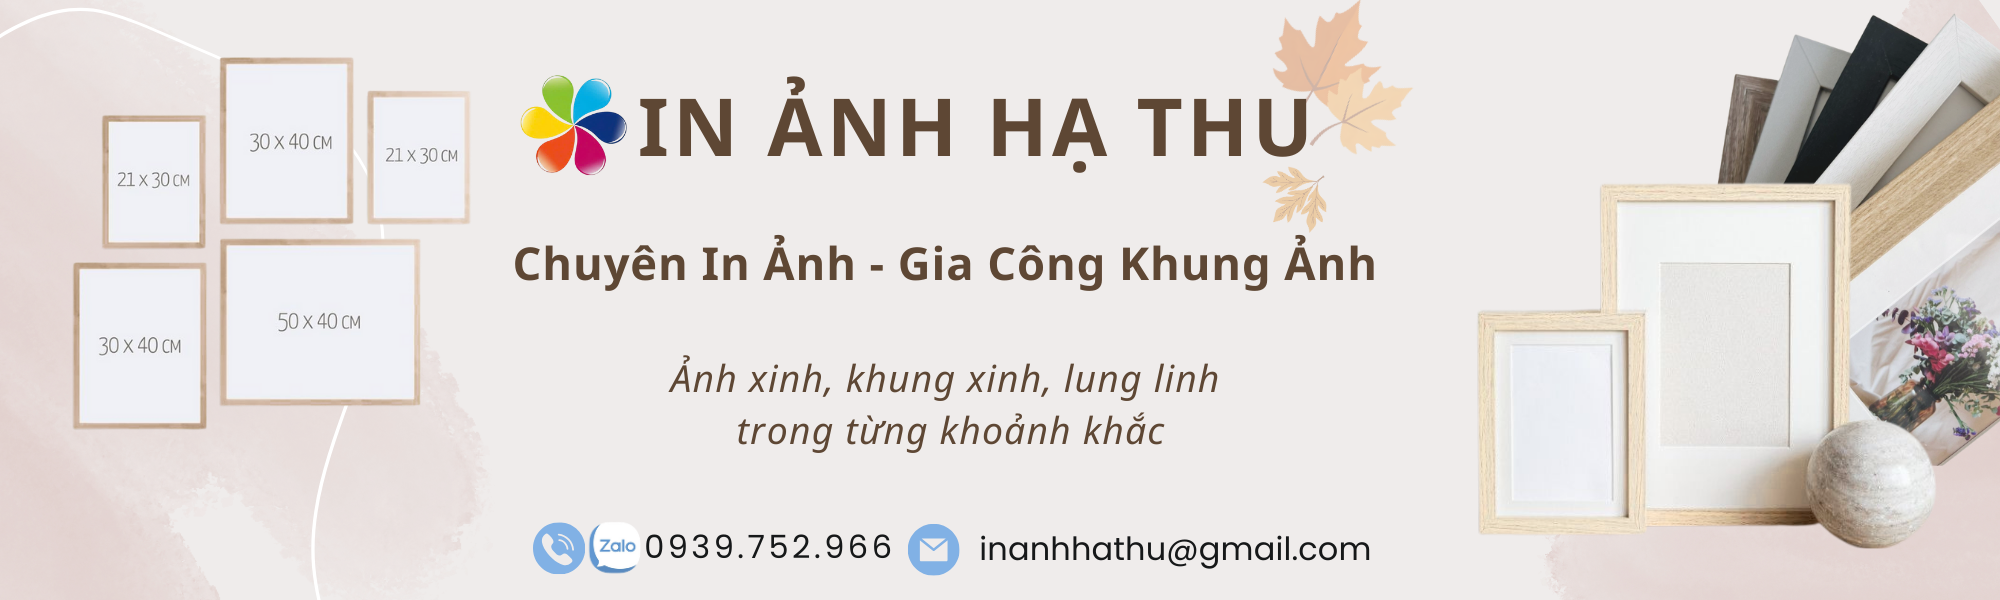 30 x 40 CM
21 x 30 CM
21 x 30 CM
50 x 40 CM
30 x 40 CM
IN ẢNH HẠ THU
Chuyên In Ảnh - Gia Công Khung Ảnh
Ảnh xinh, khung xinh, lung linh
trong từng khoảnh khắc
Zalo 0939.752.966 inanhhathu@gmail.com